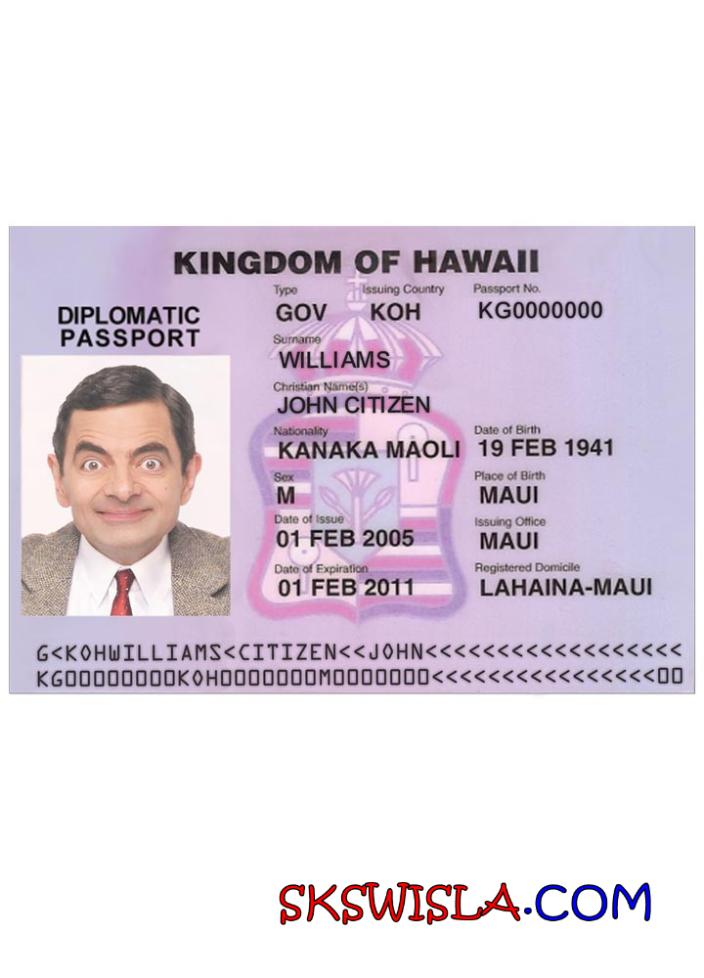 KINGDOM OF HAWAII
DIPLOMATIC
PASSPORT
Type Issuing Country Passport No.
GOV KOH KG0000000
Surname
WILLIAMS
Christian Name(s)
JOHN CITIZEN
Nationality Date of Birth
KANAKA MAOLI 19 FEB 1941
Sex Place of Birth
M MAUI
Date of Issue Issuing Office
01 FEB 2005 MAUI
Date of Expiration Registered Domicile
01 FEB 2011 LAHAINA-MAUI
G<KOHWILLIAMS<CITIZEN<<JOHN<<<<<<<<<<<<<<<<<<<
KG00000000KOH0000000M0000000<<<<<<<<<<<<<<<<00
SKSWISLA.COM